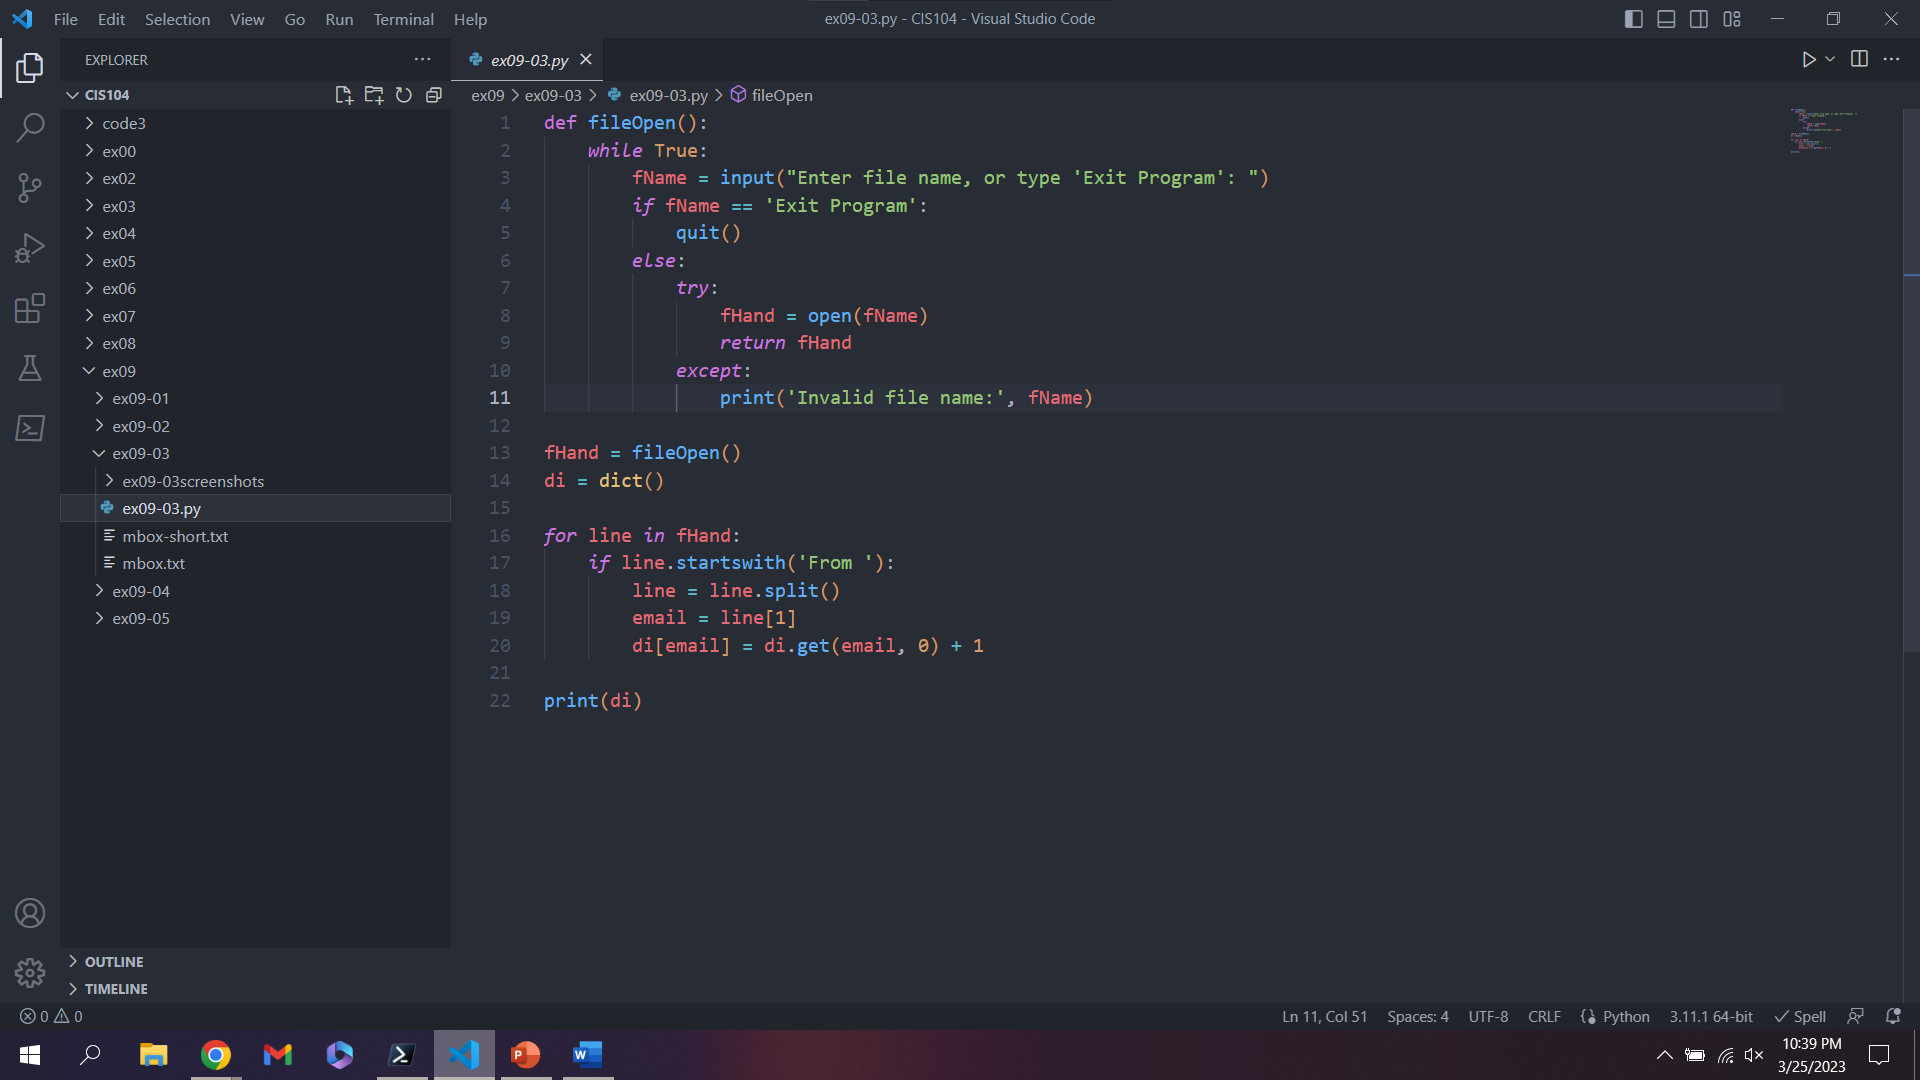 File Edit Selection View Go Run Terminal Help
ex09-03.py - CIS104 - Visual Studio Code
EXPLORER
CIS104
code3
ex00
ex02
ex03
ex04
ex05
ex06
ex07
ex08
ex09
ex09-01
ex09-02
ex09-03
ex09-03screenshots
ex09-03.py
mbox-short.txt
mbox.txt
ex09-04
ex09-05
OUTLINE
TIMELINE
ex09-03.py
ex09 > ex09-03 > ex09-03.py > fileOpen
1 def fileOpen():
2     while True:
3         fName = input("Enter file name, or type 'Exit Program': ")
4         if fName == 'Exit Program':
5             quit()
6         else:
7             try:
8                 fHand = open(fName)
9                 return fHand
10             except:
11                 print('Invalid file name:', fName)
12
13 fHand = fileOpen()
14 di = dict()
15
16 for line in fHand:
17     if line.startswith('From '):
18         line = line.split()
19         email = line[1]
20         di[email] = di.get(email, 0) + 1
21
22 print(di)
0 0
Ln 11, Col 51 Spaces: 4 UTF-8 CRLF Python 3.11.1 64-bit Spell
10:39 PM
3/25/2023